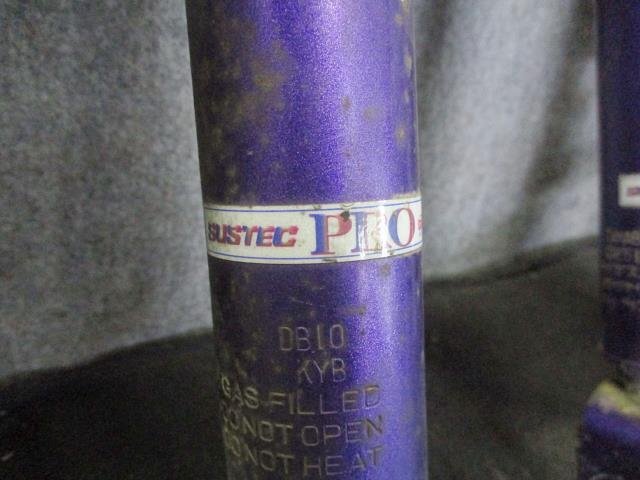 SUSTEC PRO
DB10
KYB
GAS FILLED
DO NOT OPEN
DO NOT HEAT